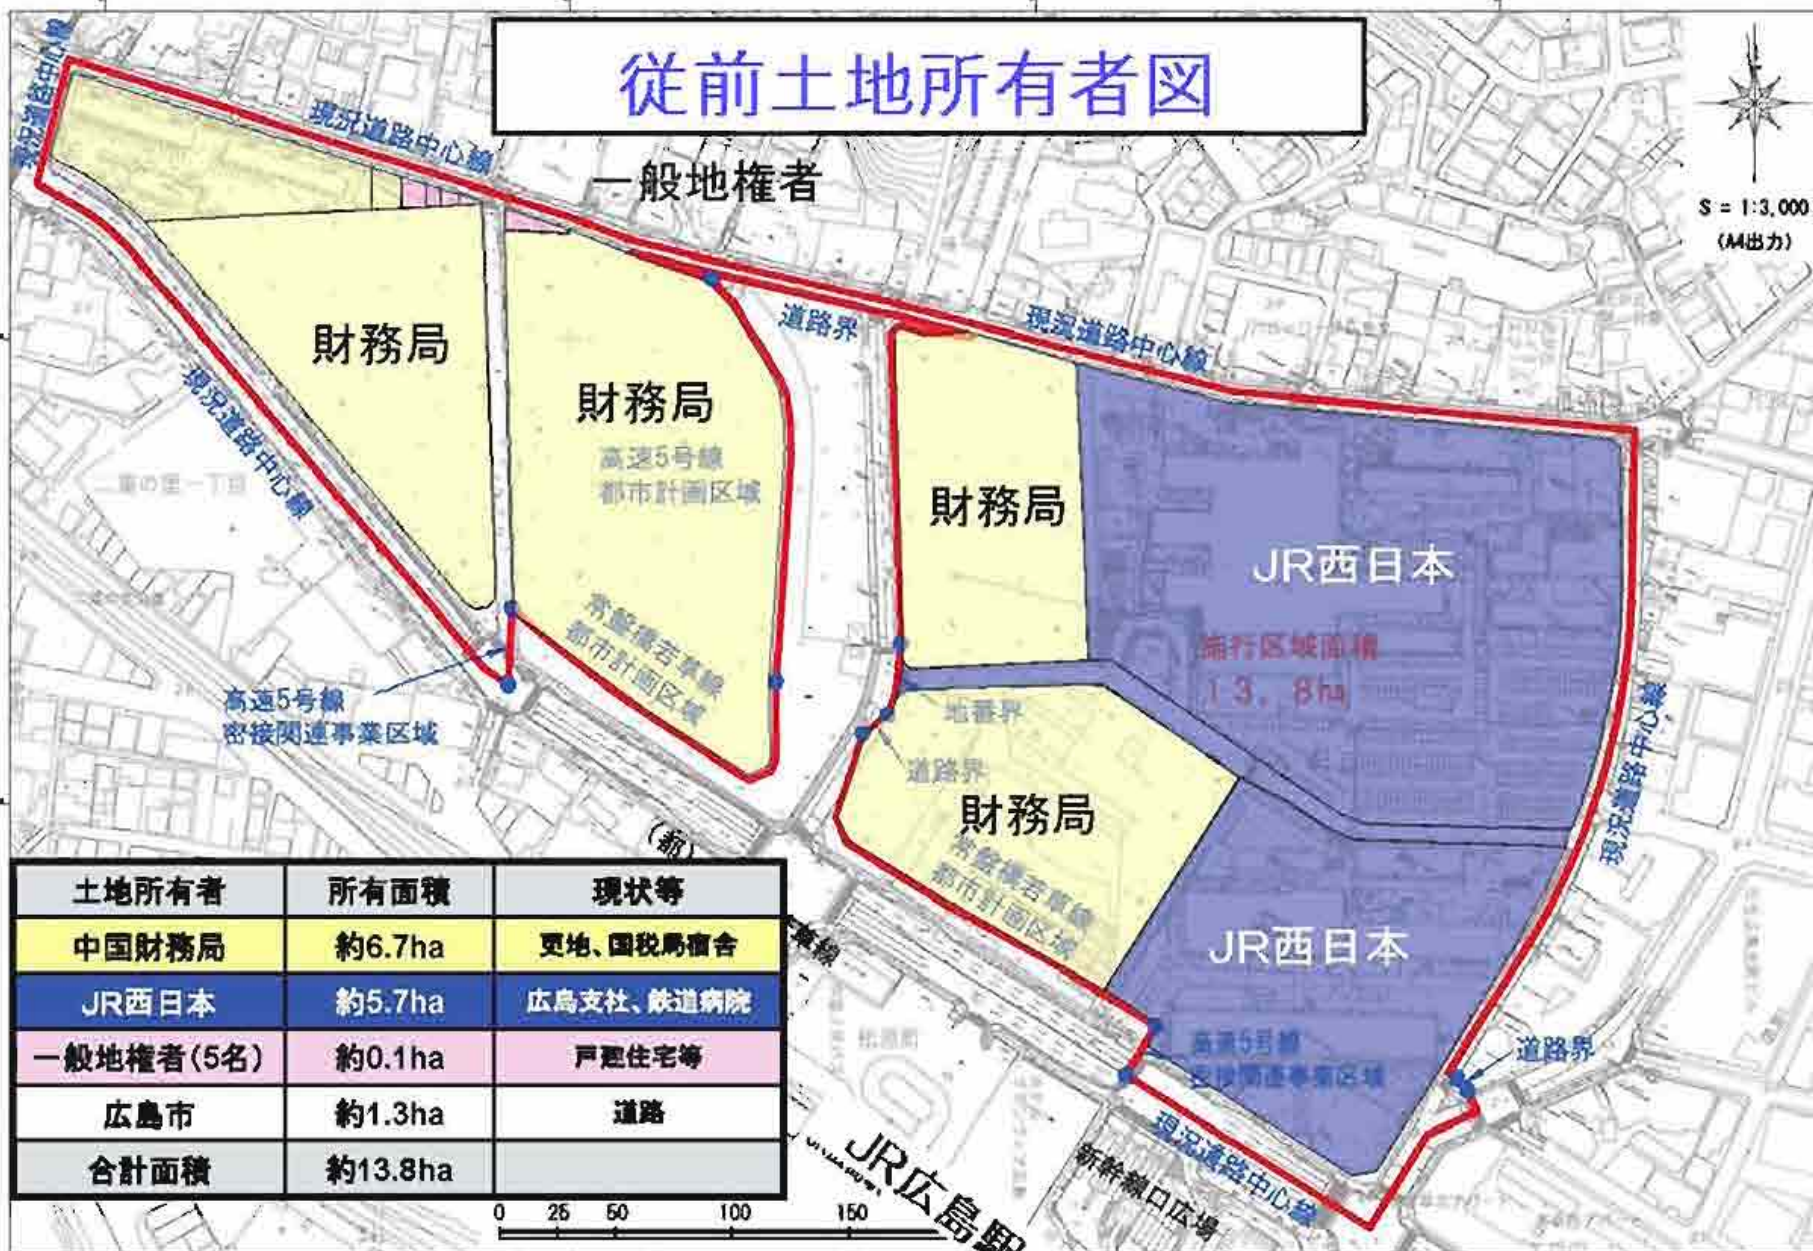 従前土地所有者図
現況道路中心線
現況道路中心線
一般地権者
S = 1:3,000
(A4出力)
道路界
現況道路中心線
財務局
財務局
高速5号線
都市計画区域
現況道路中心線
二葉の里一丁目
財務局
JR西日本
常盤橋若草線
都市計画区域
施行区域面積
13.8ha
高速5号線
密接関連事業区域
地番界
道路界
現況道路中心線
財務局
常盤橋若草線
都市計画区域
(都)
草線
JR西日本
高速5号線
密接関連事業区域
道路界
現況道路中心線
新幹線口広場
松原町
JR広島駅
土地所有者 所有面積 現状等
中国財務局 約6.7ha 更地、国税局宿舎
JR西日本 約5.7ha 広島支社、鉄道病院
一般地権者(5名) 約0.1ha 戸建住宅等
広島市 約1.3ha 道路
合計面積 約13.8ha
0 25 50 100 150